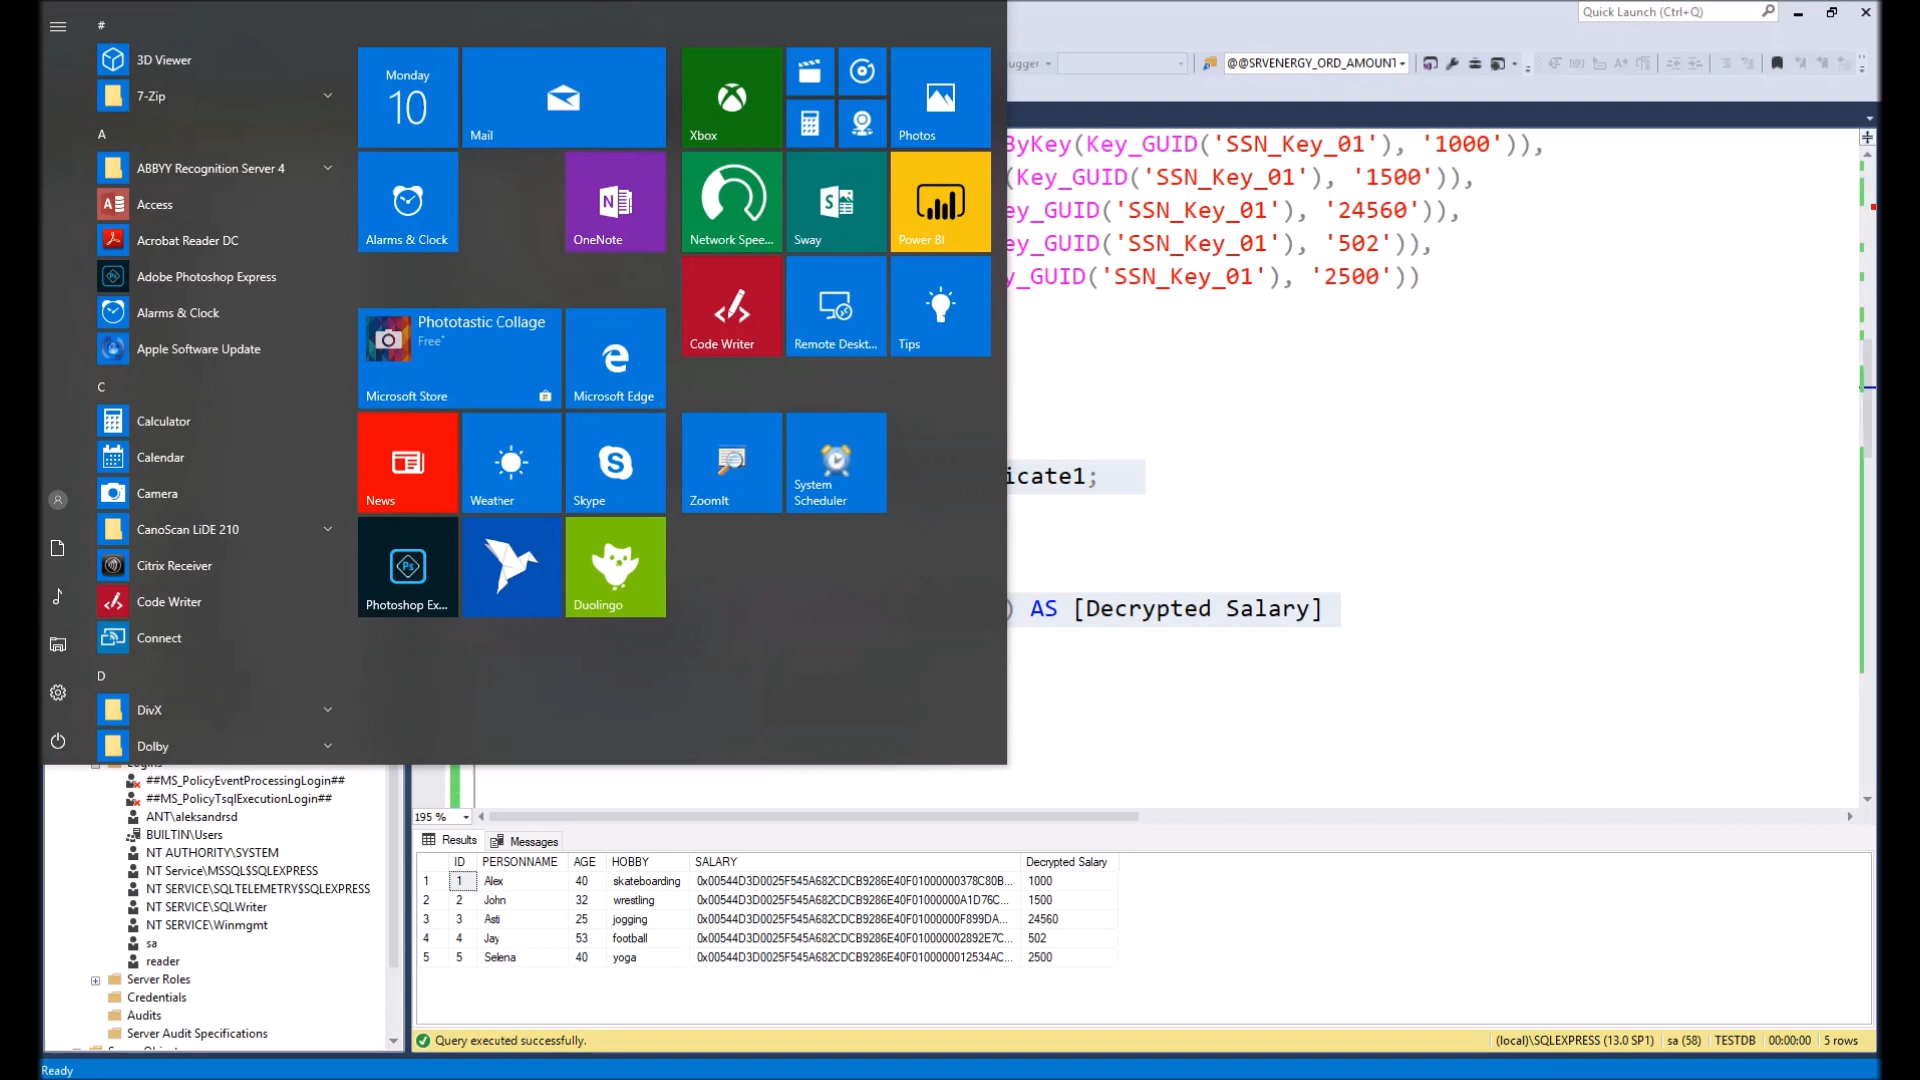 #
3D Viewer
7-Zip
A
ABBYY Recognition Server 4
Access
Acrobat Reader DC
Adobe Photoshop Express
Alarms & Clock
Apple Software Update
C
Calculator
Calendar
Camera
CanoScan LiDE 210
Citrix Receiver
Code Writer
Connect
D
DivX
Dolby
Monday
10
Mail
Alarms & Clock
OneNote
Phototastic Collage
Free*
Microsoft Store
Microsoft Edge
News
Weather
Skype
Ps
Photoshop Ex...
Duolingo
Xbox
Photos
Network Spee...
Sway
Power BI
Code Writer
Remote Deskt...
Tips
ZoomIt
System
Scheduler
Quick Launch (Ctrl+Q)
ugger
@@SRVENERGY_ORD_AMOUNT
ByKey(Key_GUID('SSN_Key_01'), '1000')),
(Key_GUID('SSN_Key_01'), '1500')),
ey_GUID('SSN_Key_01'), '24560')),
ey_GUID('SSN_Key_01'), '502')),
y_GUID('SSN_Key_01'), '2500'))
icate1;
) AS [Decrypted Salary]
##MS_PolicyEventProcessingLogin##
##MS_PolicyTsqlExecutionLogin##
ANT\aleksandrsd
BUILTIN\Users
NT AUTHORITY\SYSTEM
NT Service\MSSQL$SQLEXPRESS
NT SERVICE\SQLTELEMETRY$SQLEXPRESS
NT SERVICE\SQLWriter
NT SERVICE\Winmgmt
sa
reader
Server Roles
Credentials
Audits
Server Audit Specifications
195 %
Results Messages
ID PERSONNAME AGE HOBBY SALARY Decrypted Salary
1 1 Alex 40 skateboarding 0x00544D3D0025F545A682CDCB9286E40F01000000378C80B... 1000
2 2 John 32 wrestling 0x00544D3D0025F545A682CDCB9286E40F01000000A1D76C... 1500
3 3 Asti 25 jogging 0x00544D3D0025F545A682CDCB9286E40F01000000F899DA... 24560
4 4 Jay 53 football 0x00544D3D0025F545A682CDCB9286E40F010000002892E7C... 502
5 5 Selena 40 yoga 0x00544D3D0025F545A682CDCB9286E40F0100000012534AC... 2500
Query executed successfully.
(local)\SQLEXPRESS (13.0 SP1) sa (58) TESTDB 00:00:00 5 rows
Ready